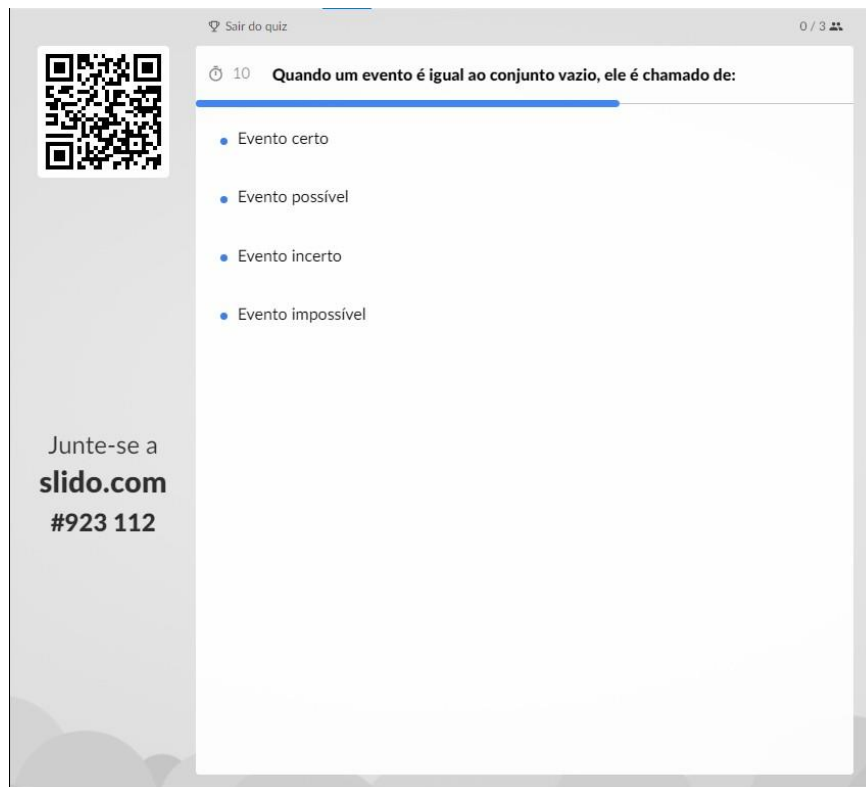 Sair do quiz
0 / 3
10 Quando um evento é igual ao conjunto vazio, ele é chamado de:
Evento certo
Evento possível
Evento incerto
Evento impossível
Junte-se a
slido.com
#923 112